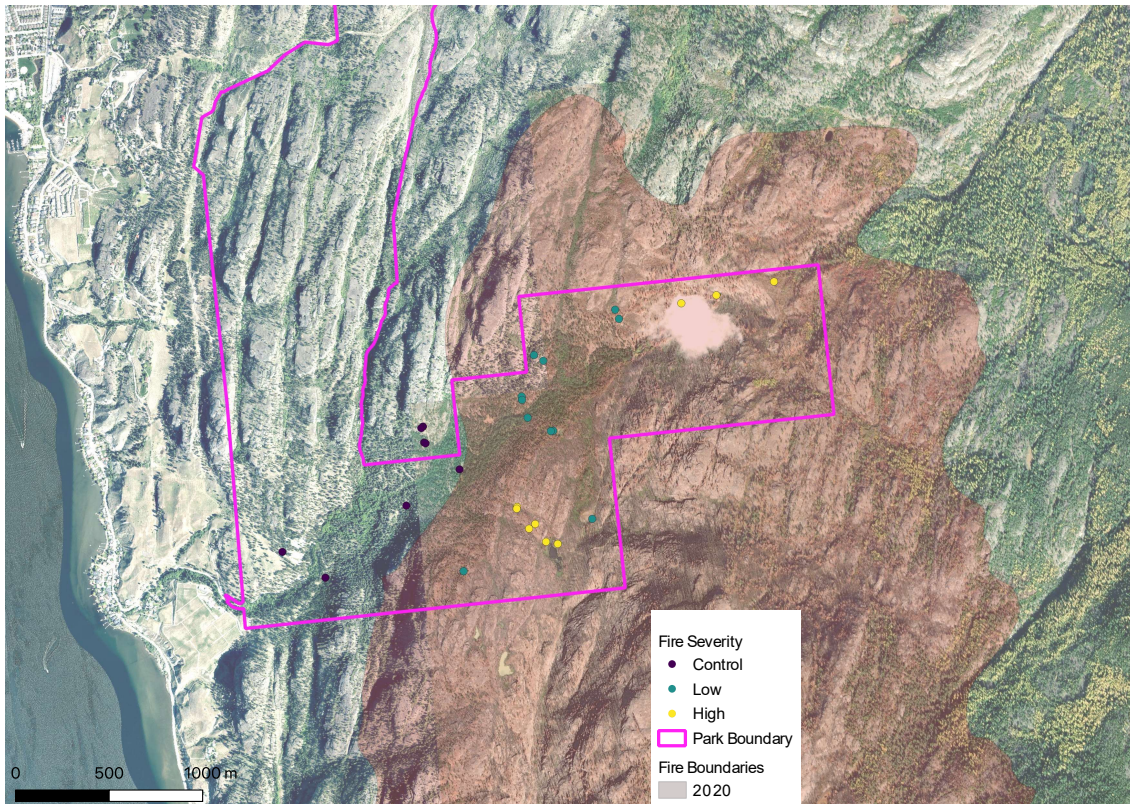 Fire Severity
Control
Low
High
Park Boundary
Fire Boundaries
2020
0 500 1000 m